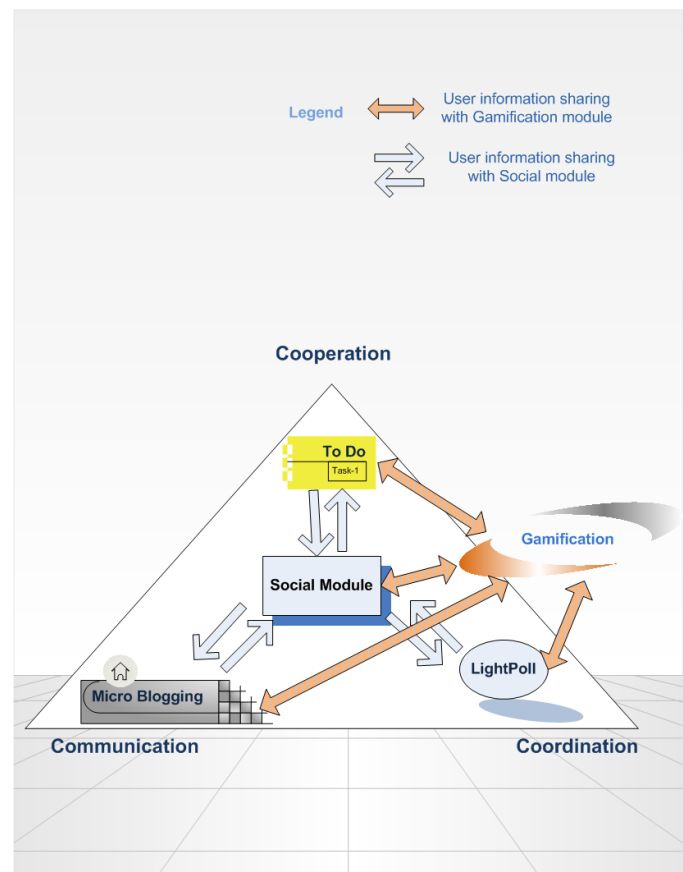 Legend
User information sharing
with Gamification module
User information sharing
with Social module
Cooperation
To Do
Task-1
Gamification
Social Module
LightPoll
Micro Blogging
Communication
Coordination